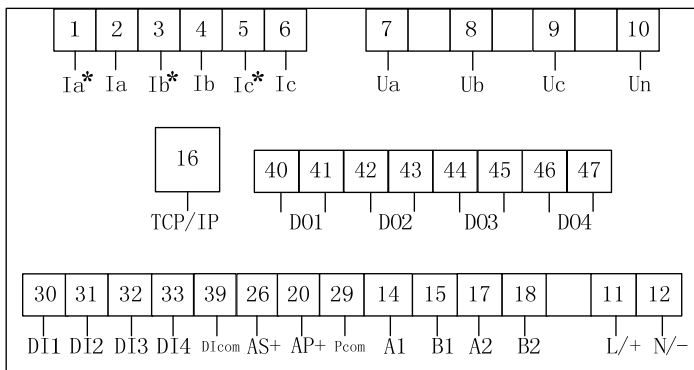 1 2 3 4 5 6 7 8 9 10
Ia* Ia Ib* Ib Ic* Ic Ua Ub Uc Un
16 40 41 42 43 44 45 46 47
TCP/IP DO1 DO2 DO3 DO4
30 31 32 33 39 26 20 29 14 15 17 18 11 12
DI1 DI2 DI3 DI4 DIcom AS+ AP+ Pcom A1 B1 A2 B2 L/+ N/-